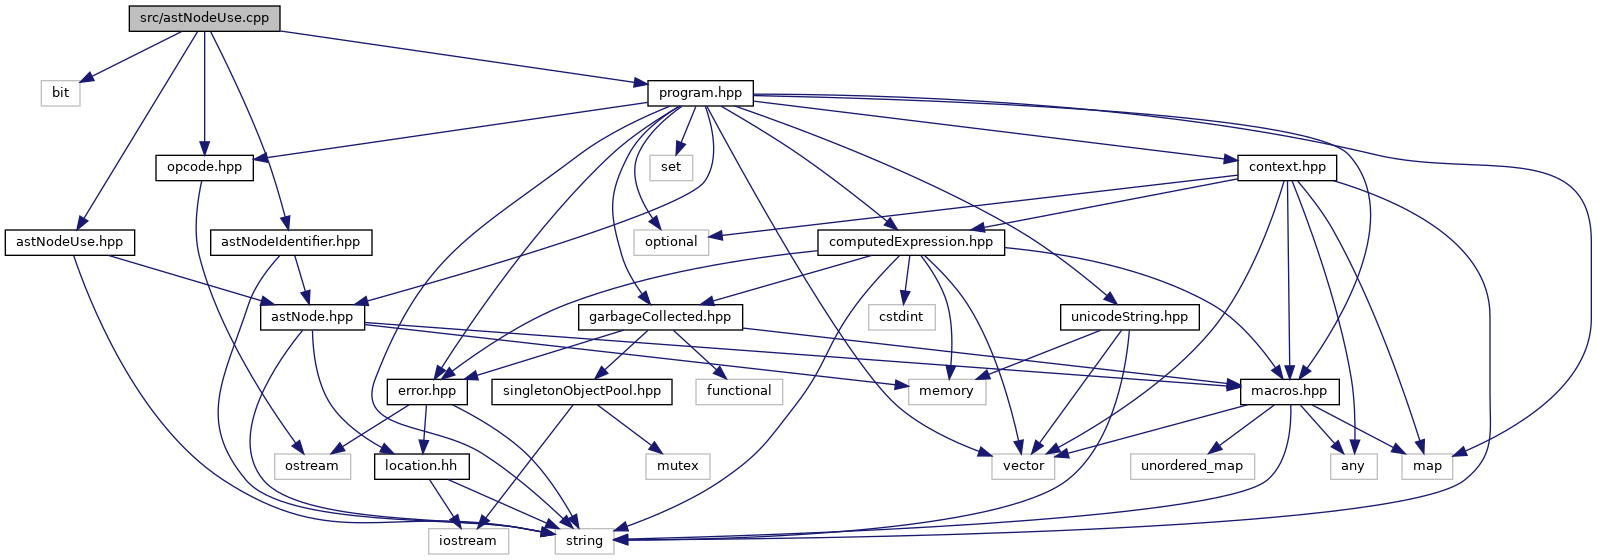 src/astNodeUse.cpp
bit
program.hpp
opcode.hpp
set
context.hpp
astNodeUse.hpp
astNodeIdentifier.hpp
optional
computedExpression.hpp
astNode.hpp
garbageCollected.hpp
cstdint
unicodeString.hpp
error.hpp
singletonObjectPool.hpp
functional
memory
macros.hpp
ostream
location.hh
mutex
vector
unordered_map
any
map
iostream
string